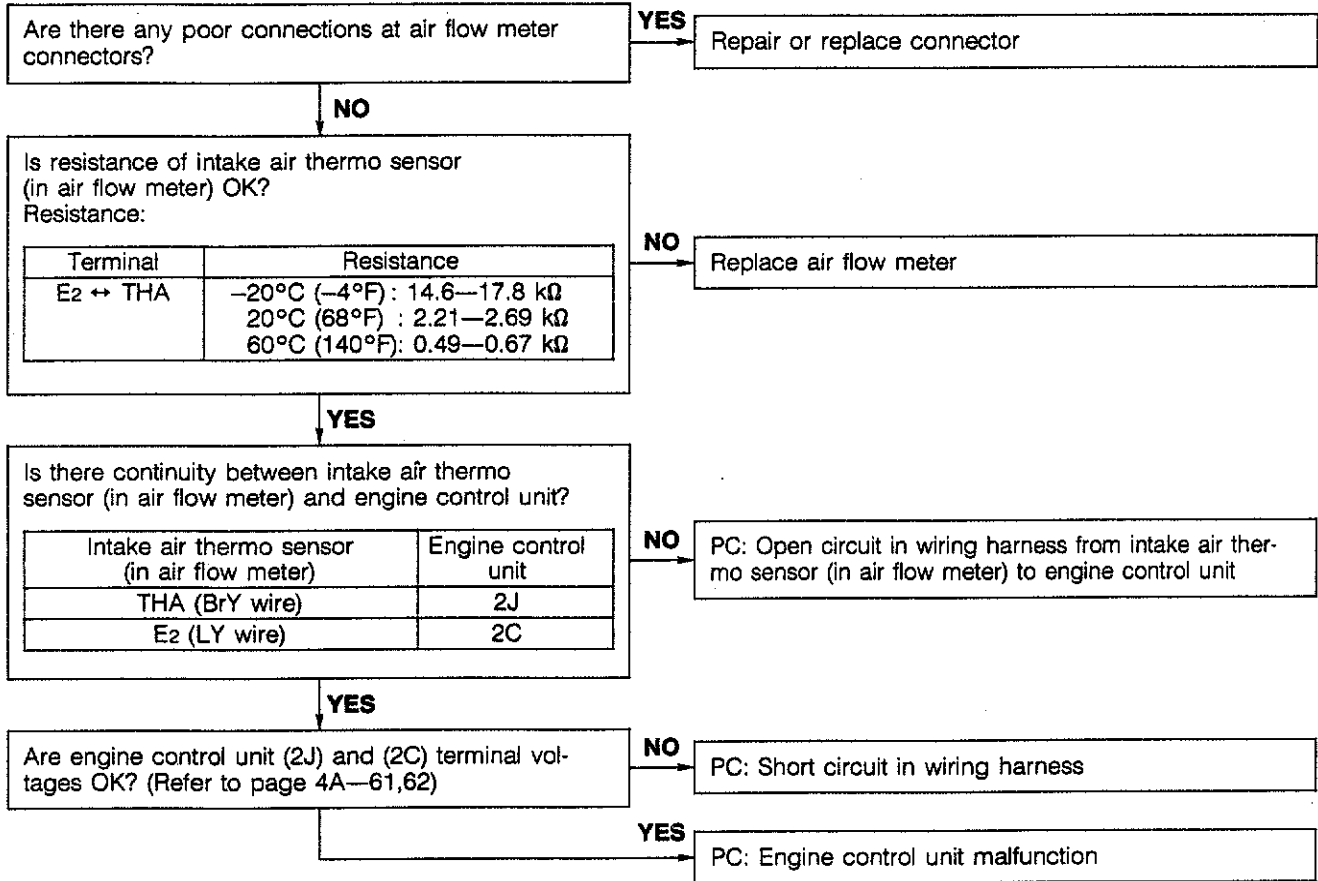 Are there any poor connections at air flow meter
connectors?
YES
Repair or replace connector
NO
Is resistance of intake air thermo sensor
(in air flow meter) OK?
Resistance:
Terminal Resistance
E2 ↔ THA –20°C (–4°F) : 14.6—17.8 kΩ
20°C (68°F) : 2.21—2.69 kΩ
60°C (140°F): 0.49—0.67 kΩ
NO
Replace air flow meter
YES
Is there continuity between intake air thermo
sensor (in air flow meter) and engine control unit?
Intake air thermo sensor Engine control
(in air flow meter) unit
THA (BrY wire) 2J
E2 (LY wire) 2C
NO
PC: Open circuit in wiring harness from intake air ther-
mo sensor (in air flow meter) to engine control unit
YES
Are engine control unit (2J) and (2C) terminal vol-
tages OK? (Refer to page 4A—61,62)
NO
PC: Short circuit in wiring harness
YES
PC: Engine control unit malfunction